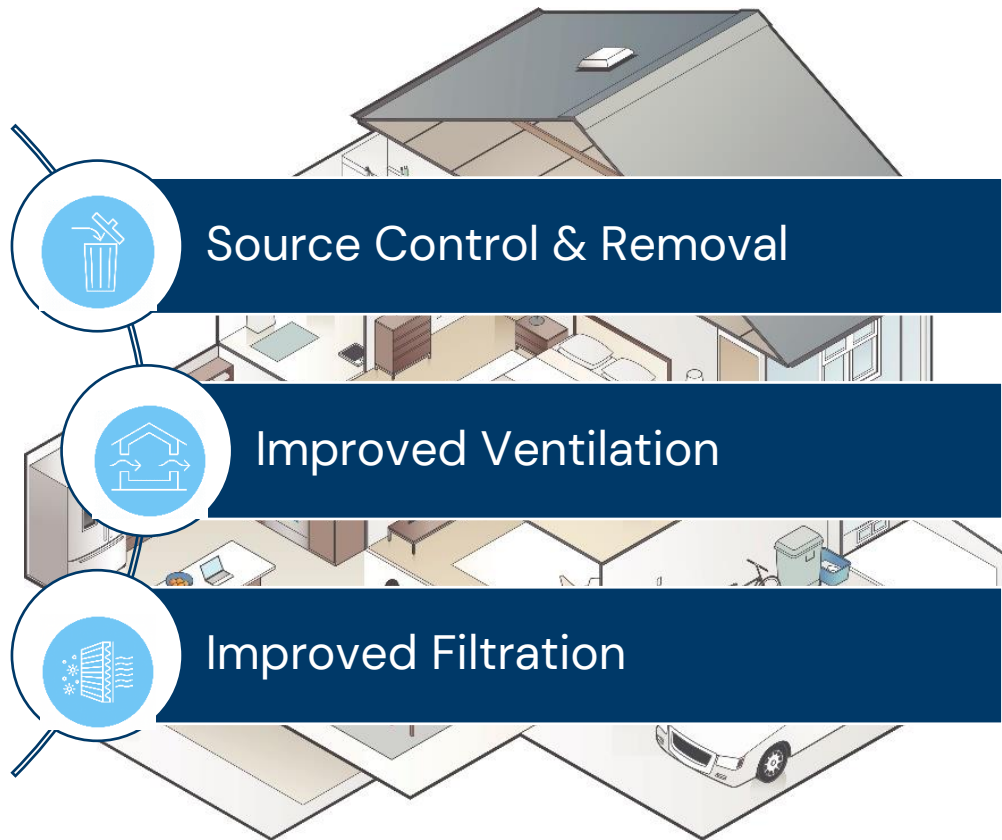 Source Control & Removal
Improved Ventilation
Improved Filtration